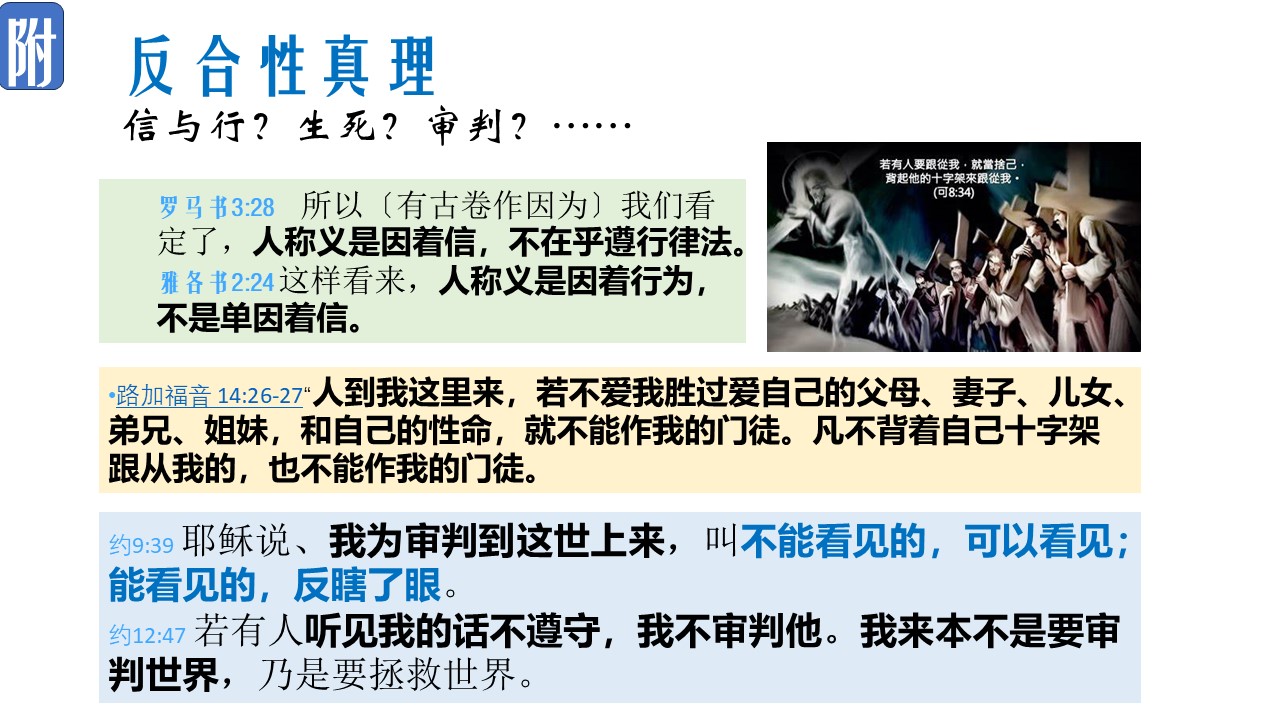 附
反合性真理
信与行？生死？审判？……
罗马书3:28 所以〔有古卷作因为〕我们看
定了，人称义是因着信，不在乎遵行律法。
雅各书2:24 这样看来，人称义是因着行为，
不是单因着信。
若有人要跟從我，就當捨己，
背起他的十字架來跟從我。
(可8:34)
•路加福音 14:26-27“人到我这里来，若不爱我胜过爱自己的父母、妻子、儿女、
弟兄、姐妹，和自己的性命，就不能作我的门徒。凡不背着自己十字架
跟从我的，也不能作我的门徒。
约9:39 耶稣说、我为审判到这世上来，叫不能看见的，可以看见；
能看见的，反瞎了眼。
约12:47 若有人听见我的话不遵守，我不审判他。我来本不是要审
判世界，乃是要拯救世界。